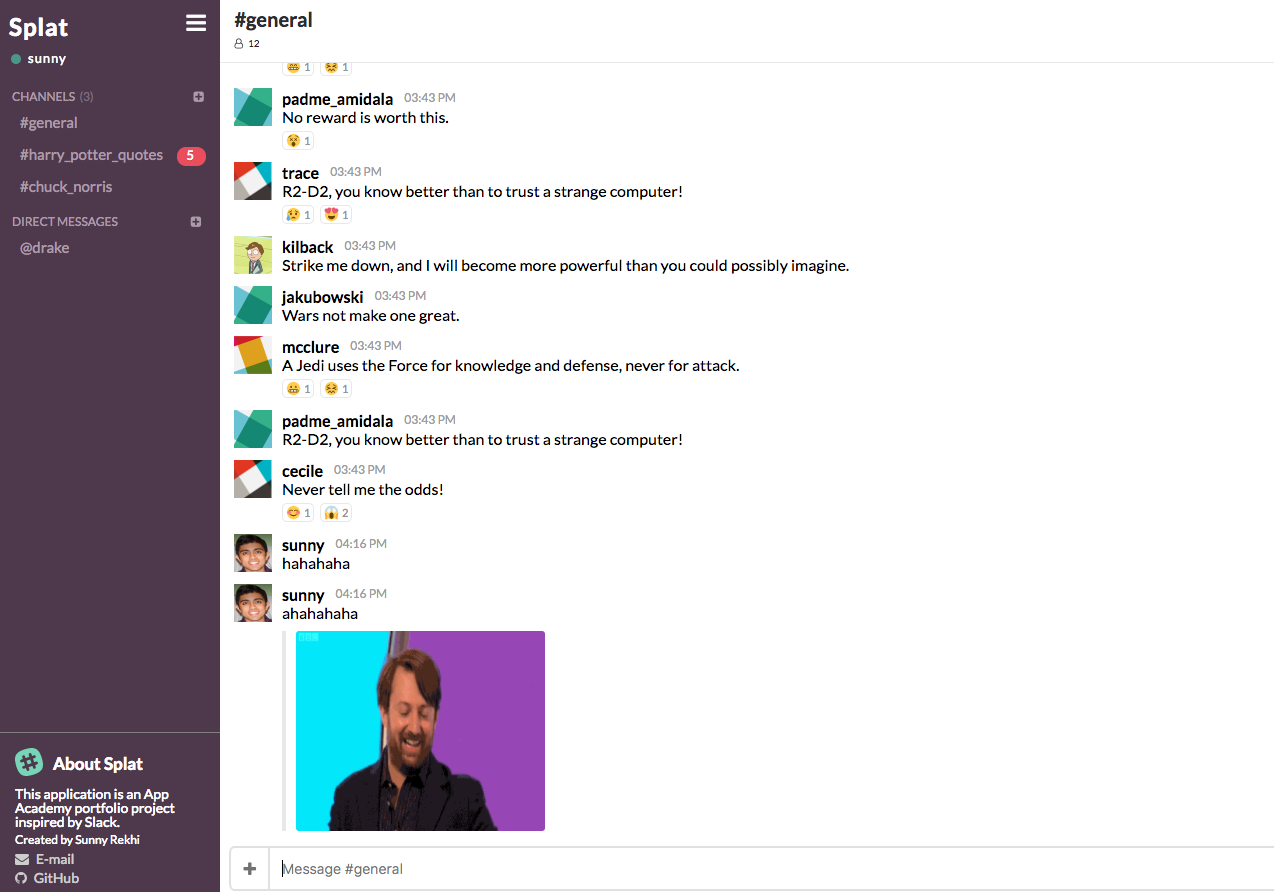 Splat
sunny
CHANNELS (3)
#general
#harry_potter_quotes 5
#chuck_norris
DIRECT MESSAGES
@drake
About Splat
This application is an App
Academy portfolio project
inspired by Slack.
Created by Sunny Rekhi
E-mail
GitHub
#general
12
1 1
padme_amidala 03:43 PM
No reward is worth this.
1
trace 03:43 PM
R2-D2, you know better than to trust a strange computer!
1 1
kilback 03:43 PM
Strike me down, and I will become more powerful than you could possibly imagine.
jakubowski 03:43 PM
Wars not make one great.
mcclure 03:43 PM
A Jedi uses the Force for knowledge and defense, never for attack.
1 1
padme_amidala 03:43 PM
R2-D2, you know better than to trust a strange computer!
cecile 03:43 PM
Never tell me the odds!
1 2
sunny 04:16 PM
hahahaha
sunny 04:16 PM
ahahahaha
BBC
Message #general